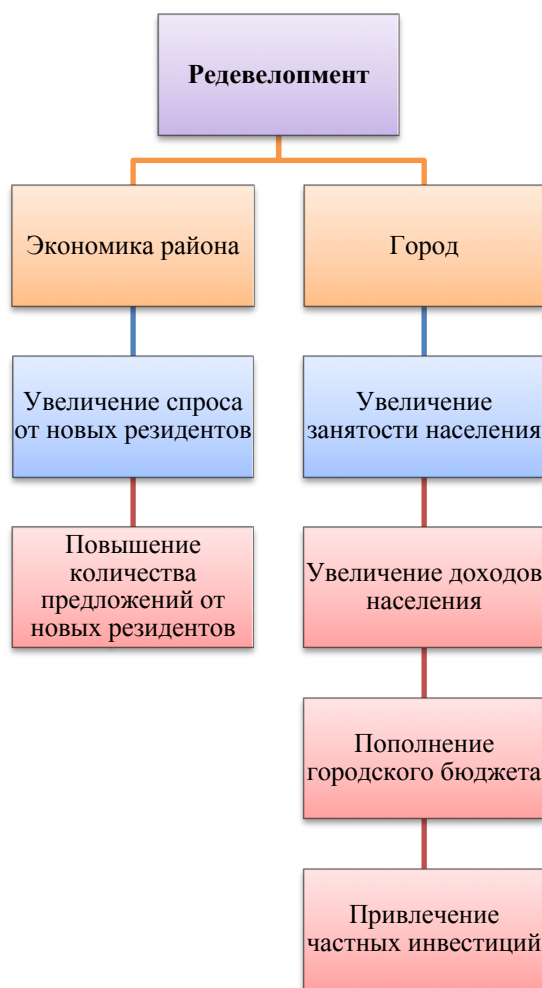 Редевелопмент
Экономика района
Город
Увеличение спроса
от новых резидентов
Увеличение
занятости населения
Повышение
количества
предложений от
новых резидентов
Увеличение доходов
населения
Пополнение
городского бюджета
Привлечение
частных инвестиций